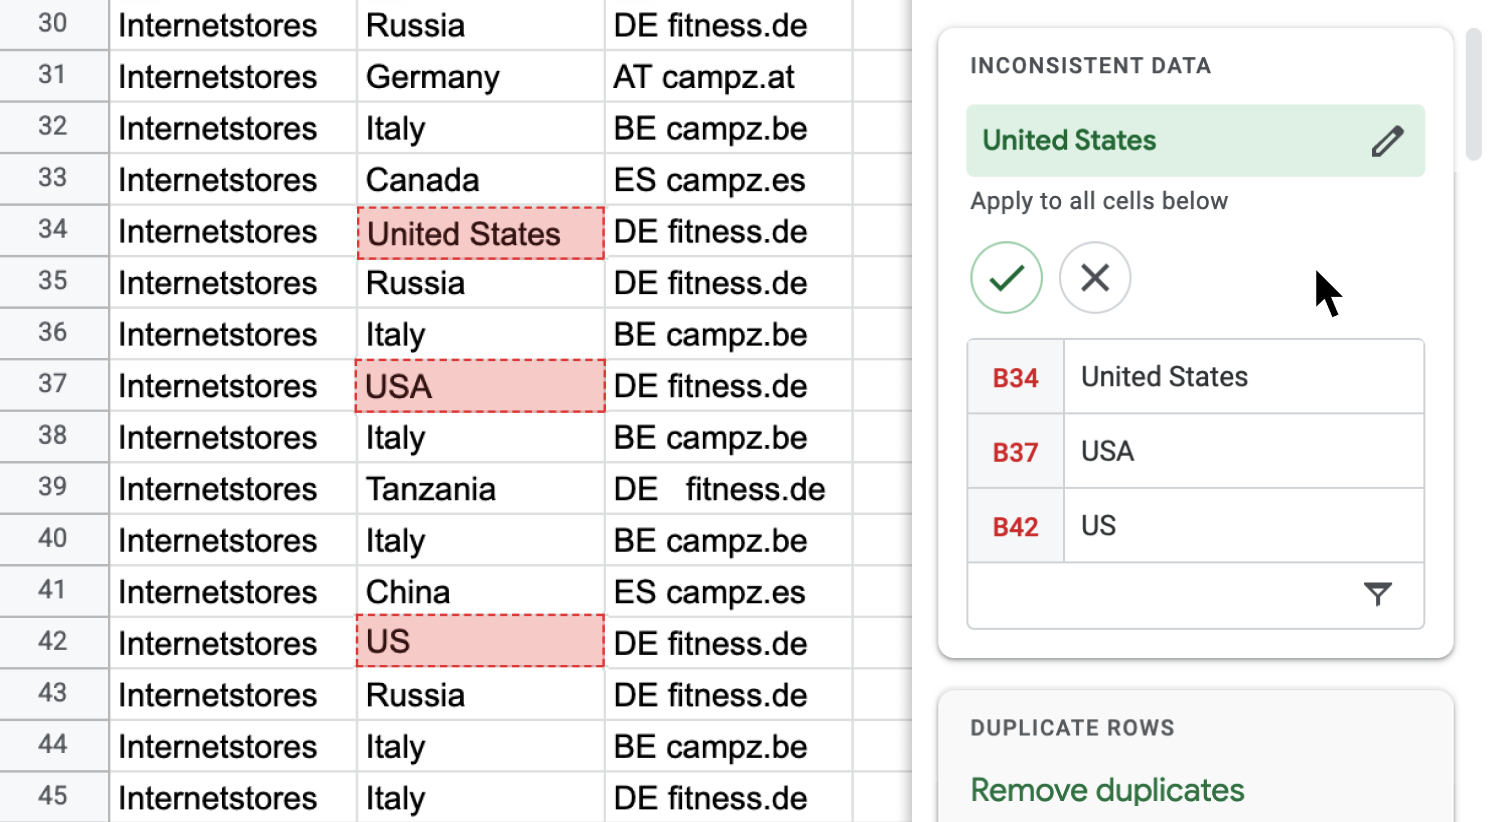 30 Internetstores Russia DE fitness.de
31 Internetstores Germany AT campz.at
32 Internetstores Italy BE campz.be
33 Internetstores Canada ES campz.es
34 Internetstores United States DE fitness.de
35 Internetstores Russia DE fitness.de
36 Internetstores Italy BE campz.be
37 Internetstores USA DE fitness.de
38 Internetstores Italy BE campz.be
39 Internetstores Tanzania DE   fitness.de
40 Internetstores Italy BE campz.be
41 Internetstores China ES campz.es
42 Internetstores US DE fitness.de
43 Internetstores Russia DE fitness.de
44 Internetstores Italy BE campz.be
45 Internetstores Italy DE fitness.de
INCONSISTENT DATA
United States
Apply to all cells below
B34 United States
B37 USA
B42 US
DUPLICATE ROWS
Remove duplicates